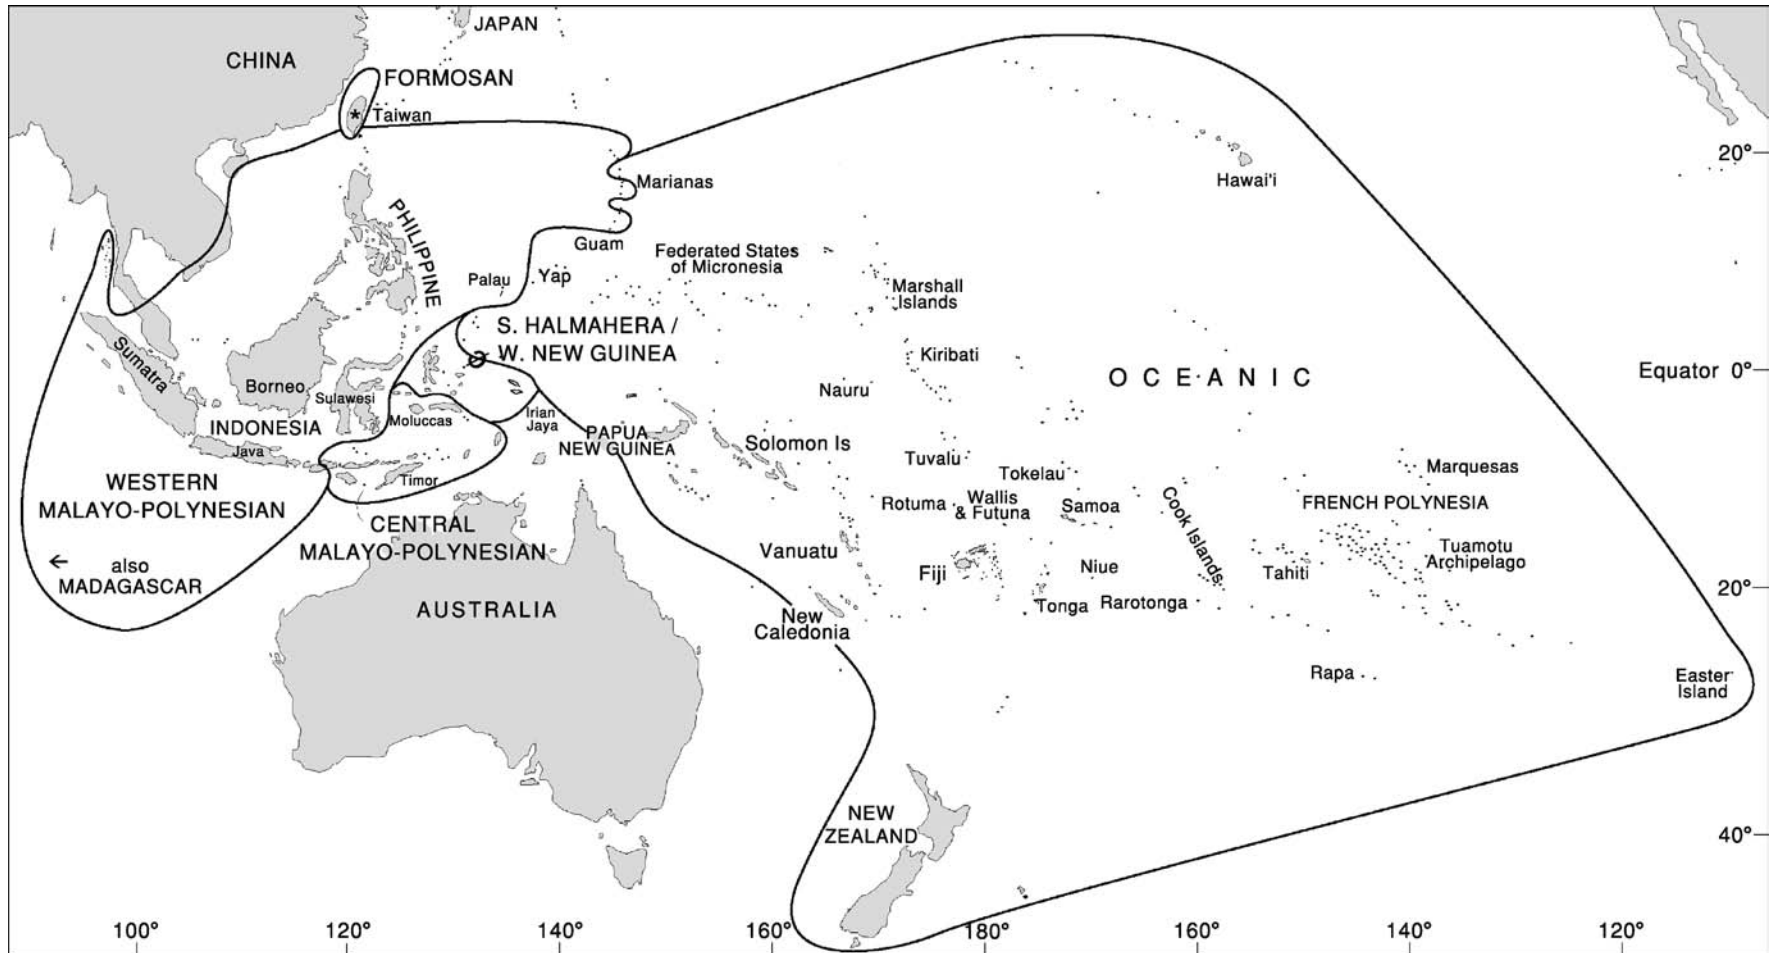 JAPAN
CHINA
FORMOSAN
Taiwan
20°
Marianas
Hawai'i
PHILIPPINE
Guam
Federated States
of Micronesia
Palau
Yap
Marshall
Islands
S. HALMAHERA /
W. NEW GUINEA
Kiribati
Sumatra
Borneo
Sulawesi
Nauru
OCEANIC
Equator 0°
Moluccas
Irian
Jaya
INDONESIA
Java
PAPUA
NEW GUINEA
Solomon Is
Tuvalu
Tokelau
Marquesas
WESTERN
MALAYO-POLYNESIAN
Timor
Rotuma
Wallis
& Futuna
Samoa
Cook Islands
FRENCH POLYNESIA
CENTRAL
MALAYO-POLYNESIAN
Vanuatu
Fiji
Niue
Tahiti
Tuamotu
Archipelago
← also
MADAGASCAR
20°
AUSTRALIA
Tonga
Rarotonga
New
Caledonia
Rapa
Easter
Island
NEW
ZEALAND
40°
100°
120°
140°
160°
180°
160°
140°
120°